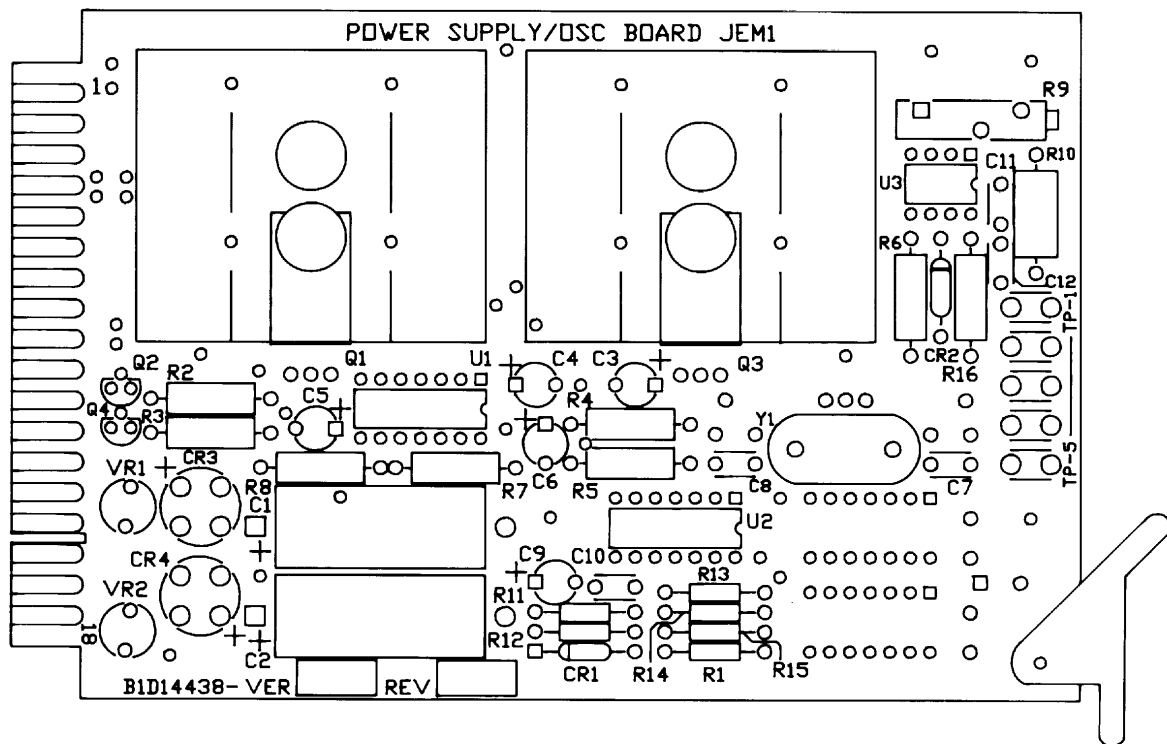 POWER SUPPLY/OSC BOARD JEM1
1
R9
C11
R10
U3
R6
C12
TP-1
CR2
R16
Q2
R2
Q1
U1
C4
C3
Q3
Q4
R3
C5
R4
Y1
TP-5
CR3
VR1
R8
R7
C6
R5
C8
C7
C1
U2
CR4
C9
C10
VR2
R11
R13
18
R12
C2
CR1
R14
R1
R15
B1D14438-VER
REV